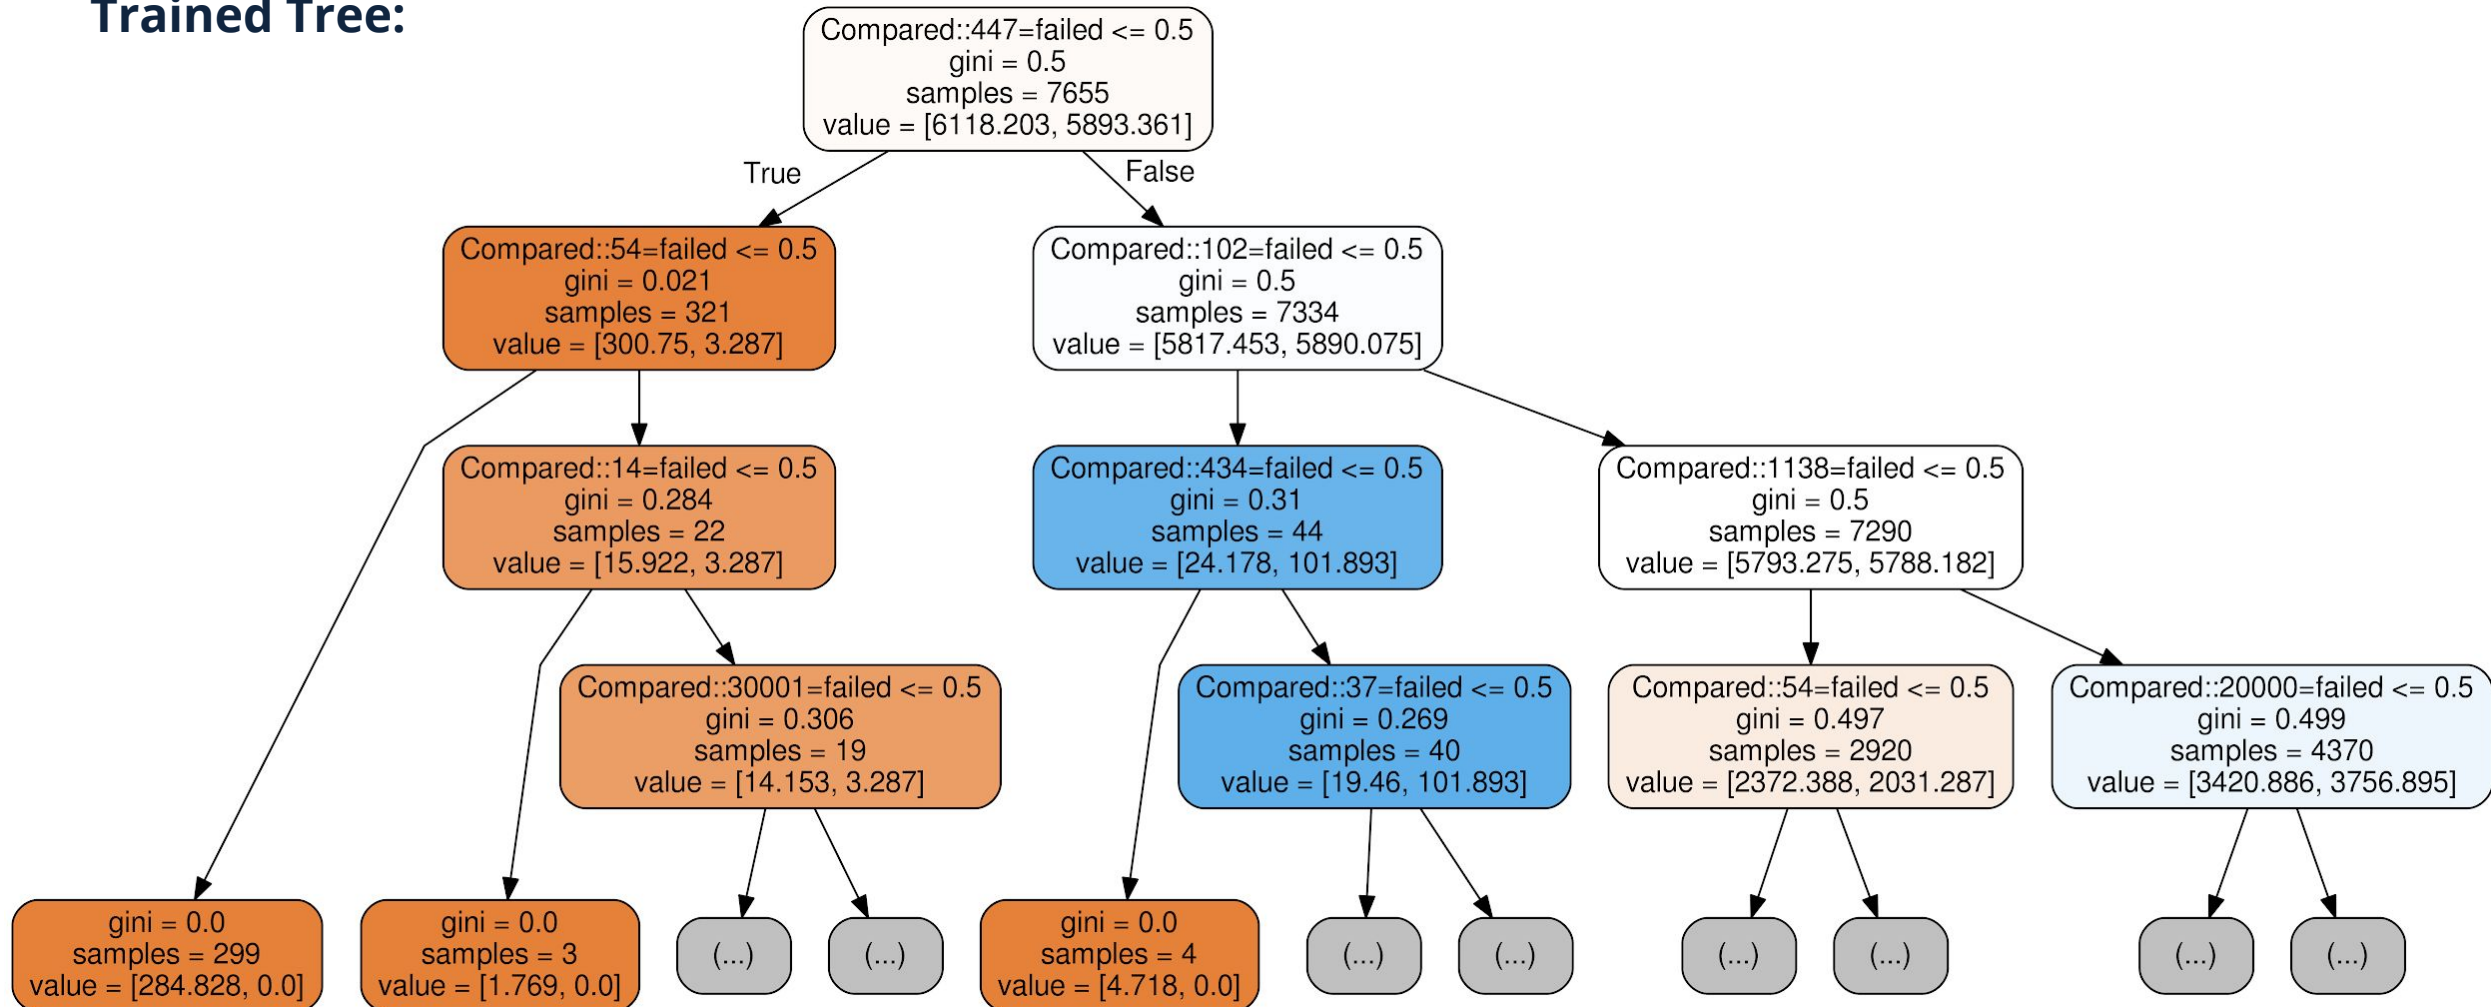 Trained Tree:
Compared::447=failed <= 0.5
gini = 0.5
samples = 7655
value = [6118.203, 5893.361]
True
False
Compared::54=failed <= 0.5
gini = 0.021
samples = 321
value = [300.75, 3.287]
Compared::102=failed <= 0.5
gini = 0.5
samples = 7334
value = [5817.453, 5890.075]
Compared::14=failed <= 0.5
gini = 0.284
samples = 22
value = [15.922, 3.287]
Compared::434=failed <= 0.5
gini = 0.31
samples = 44
value = [24.178, 101.893]
Compared::1138=failed <= 0.5
gini = 0.5
samples = 7290
value = [5793.275, 5788.182]
Compared::30001=failed <= 0.5
gini = 0.306
samples = 19
value = [14.153, 3.287]
Compared::37=failed <= 0.5
gini = 0.269
samples = 40
value = [19.46, 101.893]
Compared::54=failed <= 0.5
gini = 0.497
samples = 2920
value = [2372.388, 2031.287]
Compared::20000=failed <= 0.5
gini = 0.499
samples = 4370
value = [3420.886, 3756.895]
gini = 0.0
samples = 299
value = [284.828, 0.0]
gini = 0.0
samples = 3
value = [1.769, 0.0]
(...)
(...)
gini = 0.0
samples = 4
value = [4.718, 0.0]
(...)
(...)
(...)
(...)
(...)
(...)